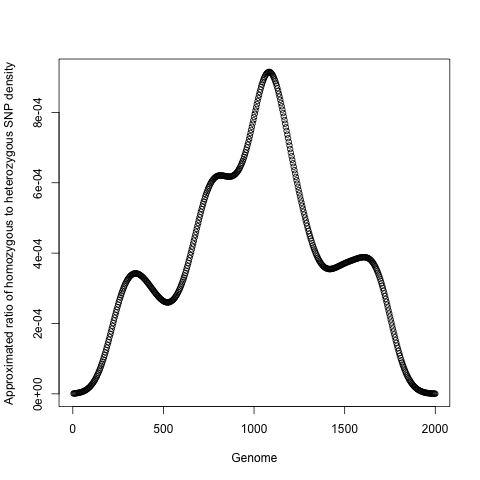 Approximated ratio of homozygous to heterozygous SNP density
8e-04
6e-04
4e-04
2e-04
0e+00
0 500 1000 1500 2000
Genome